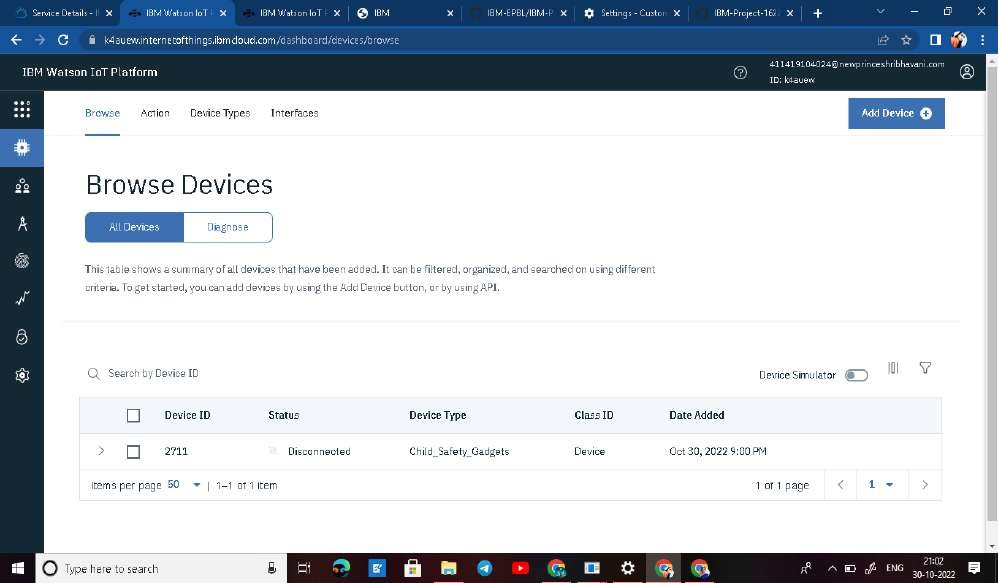 Service Details - I
IBM Watson IoT P
IBM Watson IoT P
IBM
IBM-EPBL/IBM-P
Settings - Custom
IBM-Project-162
k4auew.internetofthings.ibmcloud.com/dashboard/devices/browse
IBM Watson IoT Platform
411419104024@newprinceshribhavani.com
ID: k4auew
Browse Action Device Types Interfaces
Add Device
Browse Devices
All Devices Diagnose
This table shows a summary of all devices that have been added. It can be filtered, organized, and searched on using different
criteria. To get started, you can add devices by using the Add Device button, or by using API.
Search by Device ID
Device Simulator
Device ID Status Device Type Class ID Date Added
2711 Disconnected Child_Safety_Gadgets Device Oct 30, 2022 9:00 PM
Items per page 50 | 1–1 of 1 item
1 of 1 page 1
Type here to search
ENG
21:02
30-10-2022